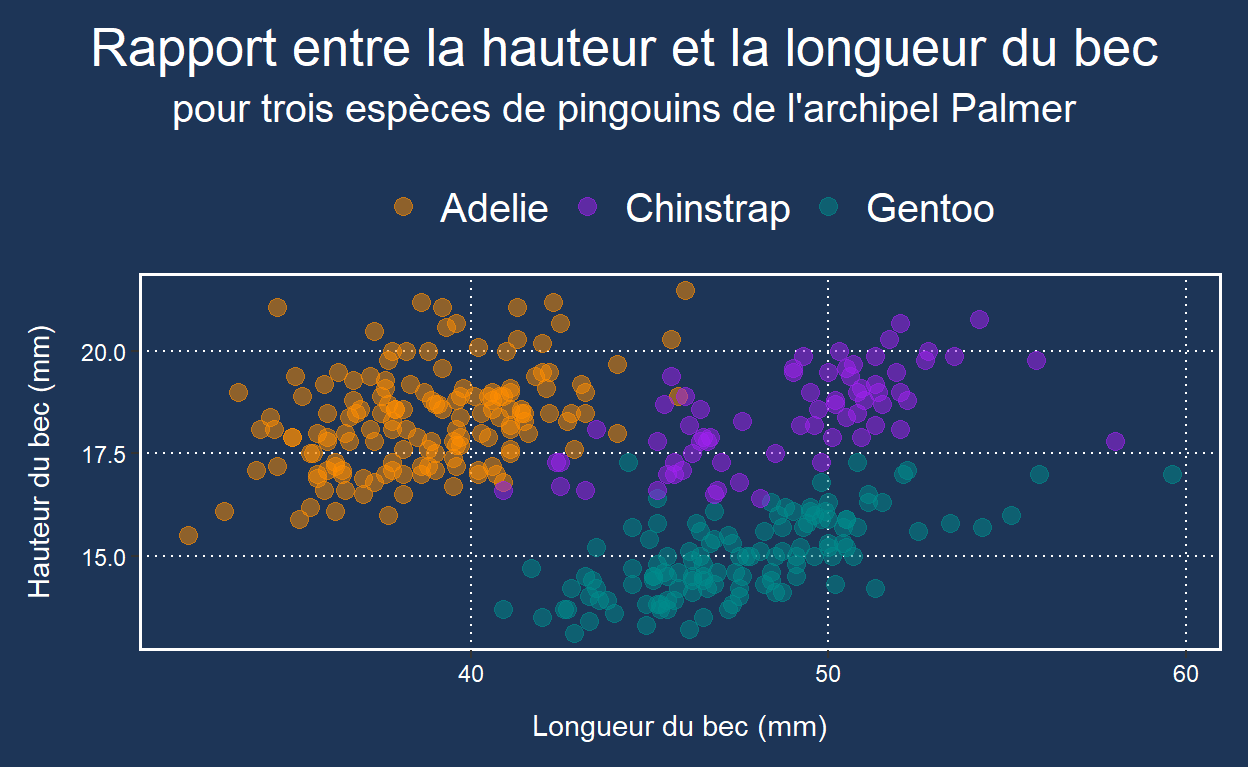 Rapport entre la hauteur et la longueur du bec
pour trois espèces de pingouins de l'archipel Palmer
Adelie Chinstrap Gentoo
Hauteur du bec (mm)
20.0
17.5
15.0
40 50 60
Longueur du bec (mm)